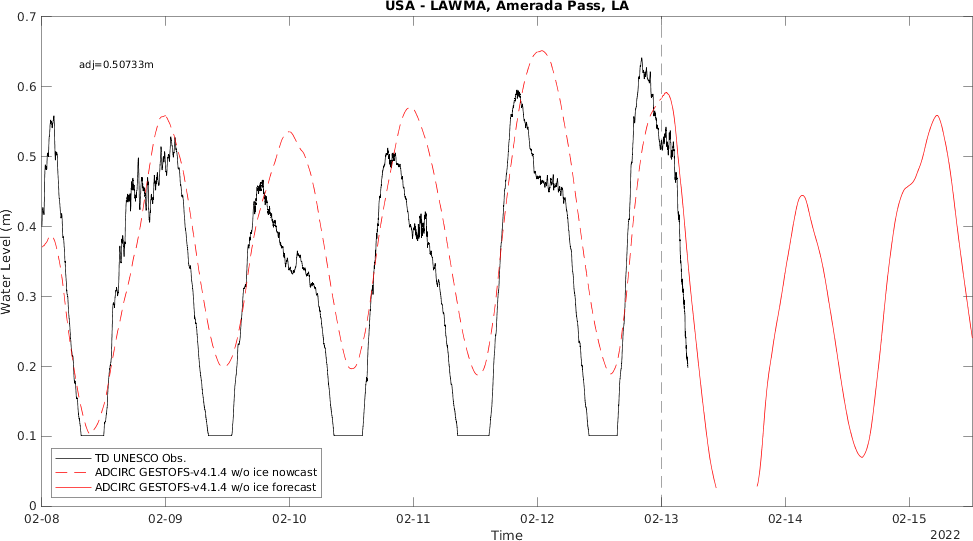 USA - LAWMA, Amerada Pass, LA
0.7
0.6
0.5
0.4
0.3
0.2
0.1
0
Water Level (m)
adj=0.50733m
TD UNESCO Obs.
ADCIRC GESTOFS-v4.1.4 w/o ice nowcast
ADCIRC GESTOFS-v4.1.4 w/o ice forecast
02-08 02-09 02-10 02-11 02-12 02-13 02-14 02-15
Time
2022